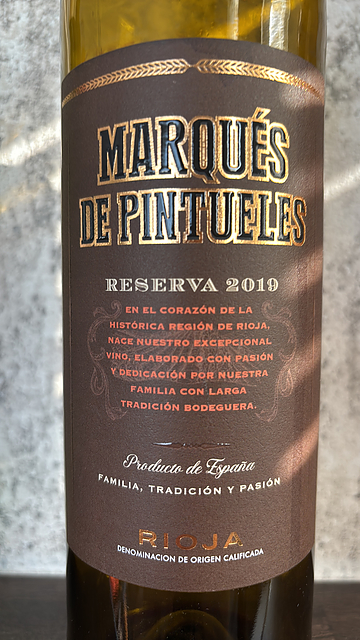 MARQUÉS
DE PINTUELES
RESERVA 2019
EN EL CORAZÓN DE LA
HISTÓRICA REGIÓN DE RIOJA,
NACE NUESTRO EXCEPCIONAL
VINO, ELABORADO CON PASIÓN
Y DEDICACIÓN POR NUESTRA
FAMILIA CON LARGA
TRADICIÓN BODEGUERA.
Producto de España
FAMILIA, TRADICIÓN Y PASIÓN
RIOJA
DENOMINACION DE ORIGEN CALIFICADA